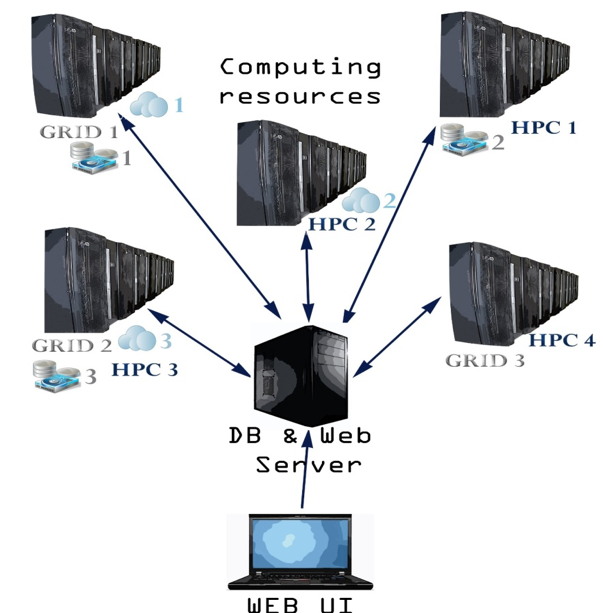 Computing
resources
1
GRID 1
1
HPC 1
2
2
HPC 2
GRID 2
3
HPC 3
3
HPC 4
GRID 3
DB & Web
Server
WEB UI